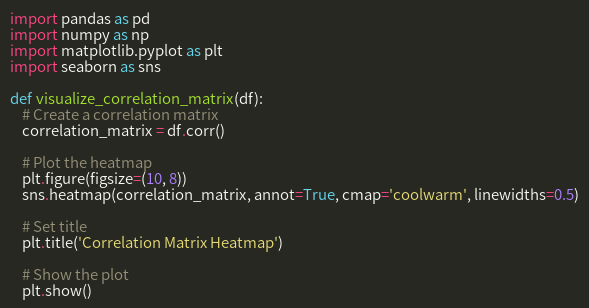 import pandas as pd
import numpy as np
import matplotlib.pyplot as plt
import seaborn as sns

def visualize_correlation_matrix(df):
    # Create a correlation matrix
    correlation_matrix = df.corr()

    # Plot the heatmap
    plt.figure(figsize=(10, 8))
    sns.heatmap(correlation_matrix, annot=True, cmap='coolwarm', linewidths=0.5)

    # Set title
    plt.title('Correlation Matrix Heatmap')

    # Show the plot
    plt.show()